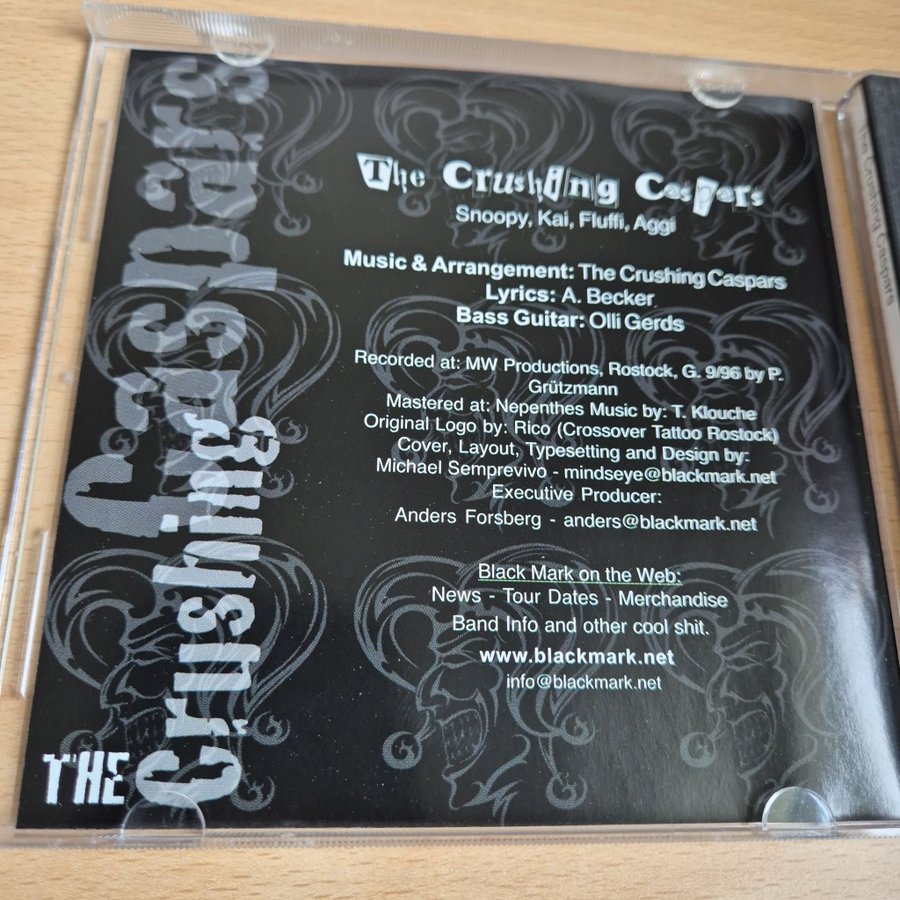 The Crushing Caspars
Snoopy, Kai, Fluffi, Aggi
Music & Arrangement: The Crushing Caspars
Lyrics: A. Becker
Bass Guitar: Olli Gerds
Recorded at: MW Productions, Rostock, G. 9/96 by P.
Grützmann
Mastered at: Nepenthes Music by: T. Klouche
Original Logo by: Rico (Crossover Tattoo Rostock)
Cover, Layout, Typesetting and Design by:
Michael Semprevivo - mindseye@blackmark.net
Executive Producer:
Anders Forsberg - anders@blackmark.net
Black Mark on the Web:
News - Tour Dates - Merchandise
Band Info and other cool shit.
www.blackmark.net
info@blackmark.net
THE Crushing
Caspars
The Crushing Caspars